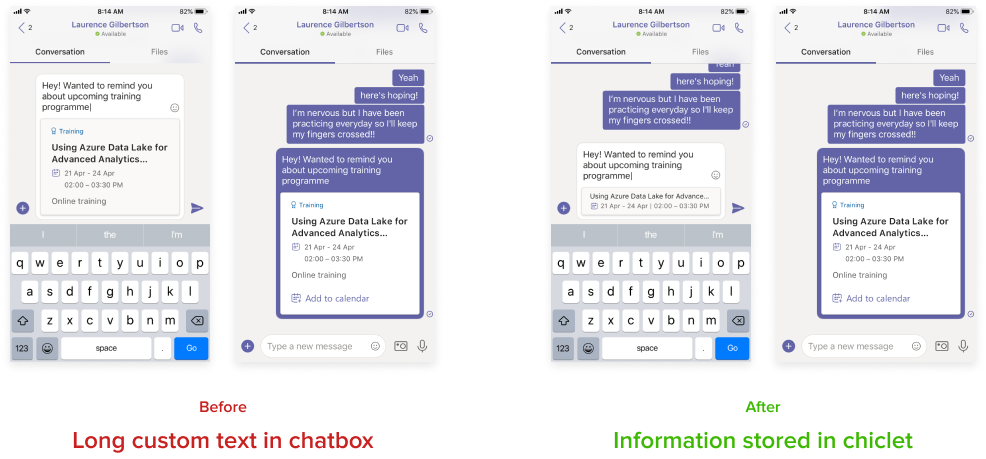 8:14 AM
82%
2
Laurence Gilbertson
Available
Conversation
Files
Hey! Wanted to remind you
about upcoming training
programme
Training
Using Azure Data Lake for
Advanced Analytics...
21 Apr - 24 Apr
02:00 – 03:30 PM
Online training
I
the
I'm
q w e r t y u i o p
a s d f g h j k l
z x c v b n m
123
space
.
Go
8:14 AM
82%
2
Laurence Gilbertson
Available
Conversation
Files
Yeah
here's hoping!
I'm nervous but I have been
practicing everyday so I'll keep
my fingers crossed!!
Hey! Wanted to remind you
about upcoming training
programme
Training
Using Azure Data Lake for
Advanced Analytics...
21 Apr - 24 Apr
02:00 – 03:30 PM
Online training
Add to calendar
Type a new message
Before
Long custom text in chatbox
8:14 AM
82%
2
Laurence Gilbertson
Available
Conversation
Files
Yeah
here's hoping!
I'm nervous but I have been
practicing everyday so I'll keep
my fingers crossed!!
Hey! Wanted to remind you
about upcoming training
programme
Using Azure Data Lake for Advance...
21 Apr - 24 Apr | 02:00 – 03:30 PM
I
the
I'm
q w e r t y u i o p
a s d f g h j k l
z x c v b n m
123
space
.
Go
8:14 AM
82%
2
Laurence Gilbertson
Available
Conversation
Files
Yeah
here's hoping!
I'm nervous but I have been
practicing everyday so I'll keep
my fingers crossed!!
Hey! Wanted to remind you
about upcoming training
programme
Training
Using Azure Data Lake for
Advanced Analytics...
21 Apr - 24 Apr
02:00 – 03:30 PM
Online training
Add to calendar
Type a new message
After
Information stored in chiclet